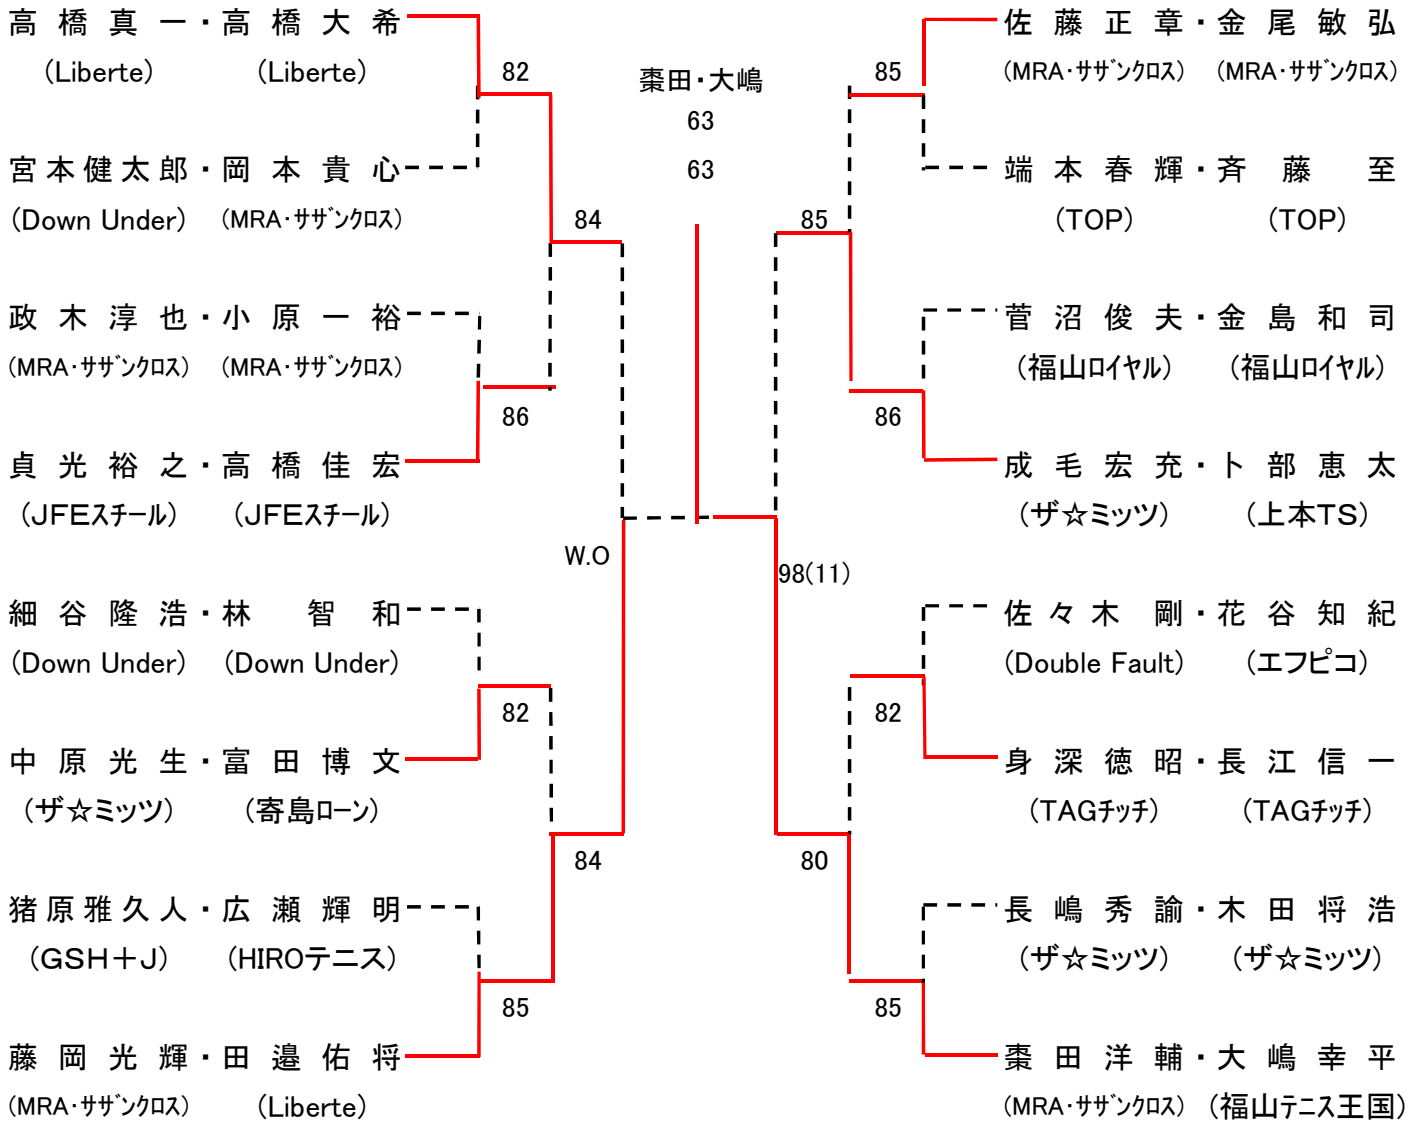 高橋真一・高橋大希
(Liberte) (Liberte)
82
宮本健太郎・岡本貴心
(Down Under) (MRA・サザンクロス)
84
政木淳也・小原一裕
(MRA・サザンクロス) (MRA・サザンクロス)
86
貞光裕之・高橋佳宏
(JFEスチール) (JFEスチール)
W.O
細谷隆浩・林智和
(Down Under) (Down Under)
82
中原光生・富田博文
(ザ☆ミッツ) (寄島ローン)
84
猪原雅久人・広瀬輝明
(GSH+J) (HIROテニス)
85
藤岡光輝・田邉佑将
(MRA・サザンクロス) (Liberte)
棗田・大嶋
63
63
佐藤正章・金尾敏弘
(MRA・サザンクロス) (MRA・サザンクロス)
85
端本春輝・斉藤至
(TOP) (TOP)
85
菅沼俊夫・金島和司
(福山ロイヤル) (福山ロイヤル)
86
成毛宏充・卜部恵太
(ザ☆ミッツ) (上本TS)
98(11)
佐々木剛・花谷知紀
(Double Fault) (エフピコ)
82
身深徳昭・長江信一
(TAGチッチ) (TAGチッチ)
80
長嶋秀諭・木田将浩
(ザ☆ミッツ) (ザ☆ミッツ)
85
棗田洋輔・大嶋幸平
(MRA・サザンクロス) (福山テニス王国)